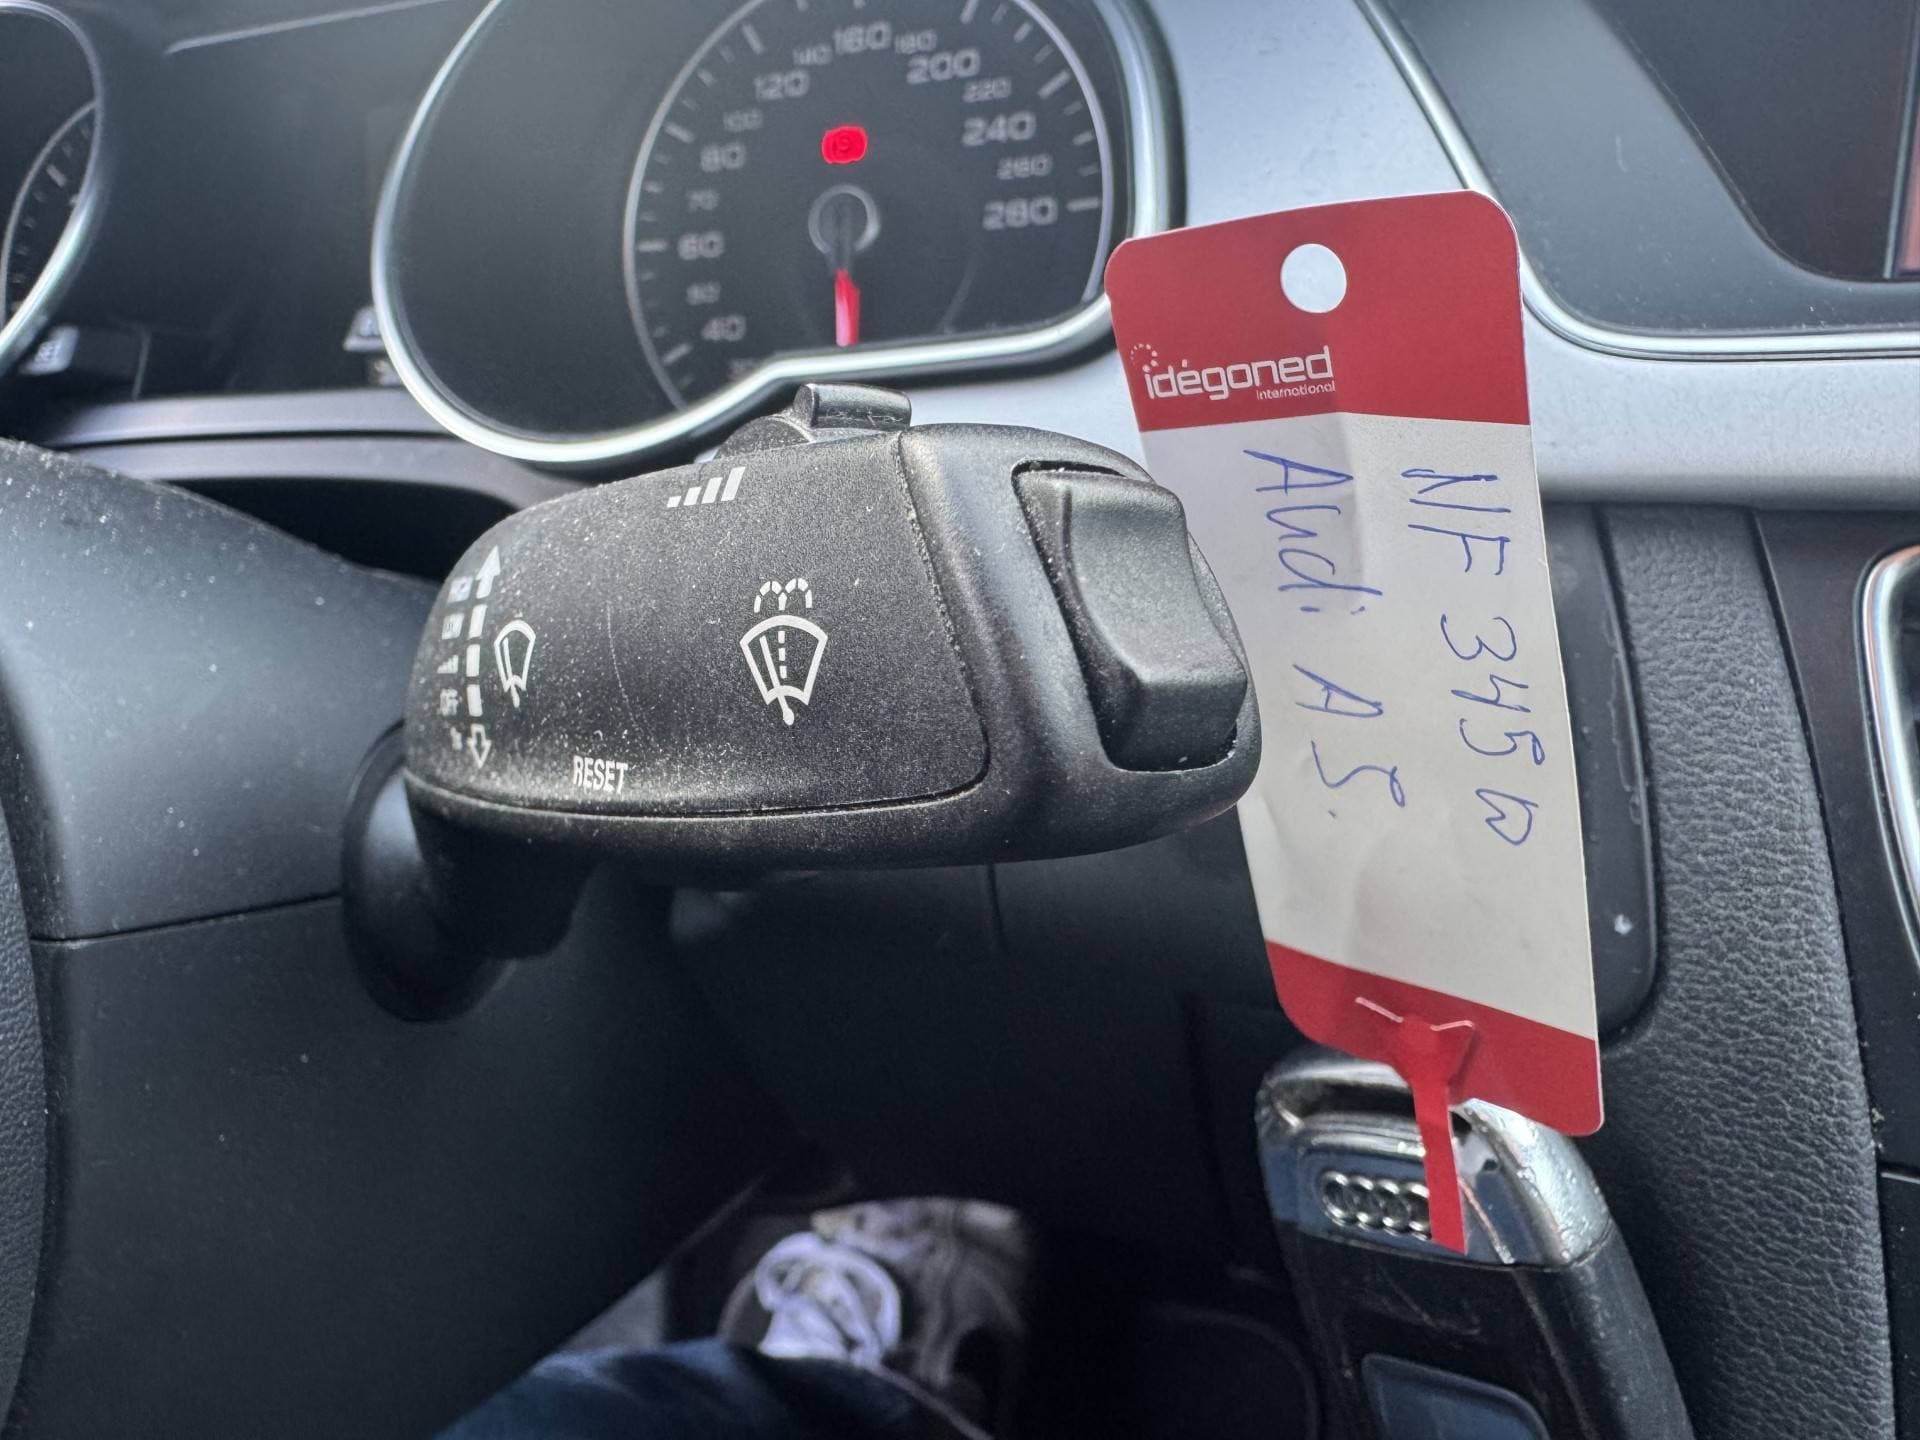 140 160 180
120 200
100 220
80 240
70 260
60 280
40
idégoned
International
NF 345 D
Audi A5.
OFF
1x
RESET